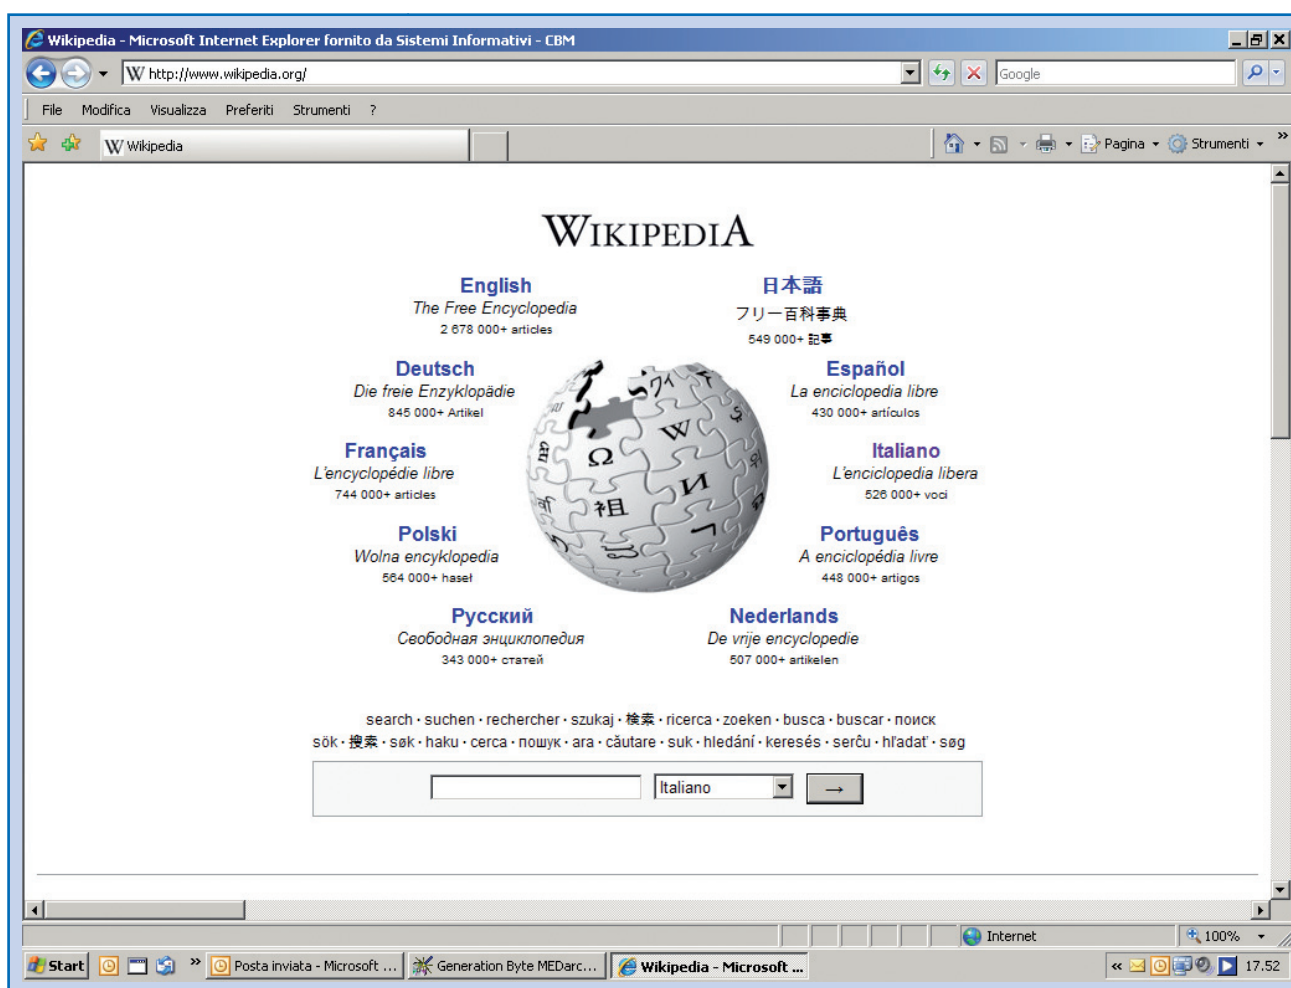 Wikipedia - Microsoft Internet Explorer fornito da Sistemi Informativi - CBM
http://www.wikipedia.org/
Google
File Modifica Visualizza Preferiti Strumenti ?
Wikipedia
Pagina Strumenti
WIKIPEDIA
English
The Free Encyclopedia
2 678 000+ articles
日本語
フリー百科事典
549 000+ 記事
Deutsch
Die freie Enzyklopädie
845 000+ Artikel
Español
La enciclopedia libre
430 000+ artículos
Français
L'encyclopédie libre
744 000+ articles
Italiano
L'enciclopedia libera
526 000+ voci
Polski
Wolna encyklopedia
564 000+ haseł
Português
A enciclopédia livre
448 000+ artigos
Русский
Свободная энциклопедия
343 000+ статей
Nederlands
De vrije encyclopedie
507 000+ artikelen
search · suchen · rechercher · szukaj · 検索 · ricerca · zoeken · busca · buscar · поиск
sök · 搜索 · søk · haku · cerca · пошук · ara · căutare · suk · hledání · keresés · serĉu · hľadať · søg
Italiano →
Internet 100%
Start » Posta inviata - Microsoft ... Generation Byte MEDarc... Wikipedia - Microsoft ... « 17.52